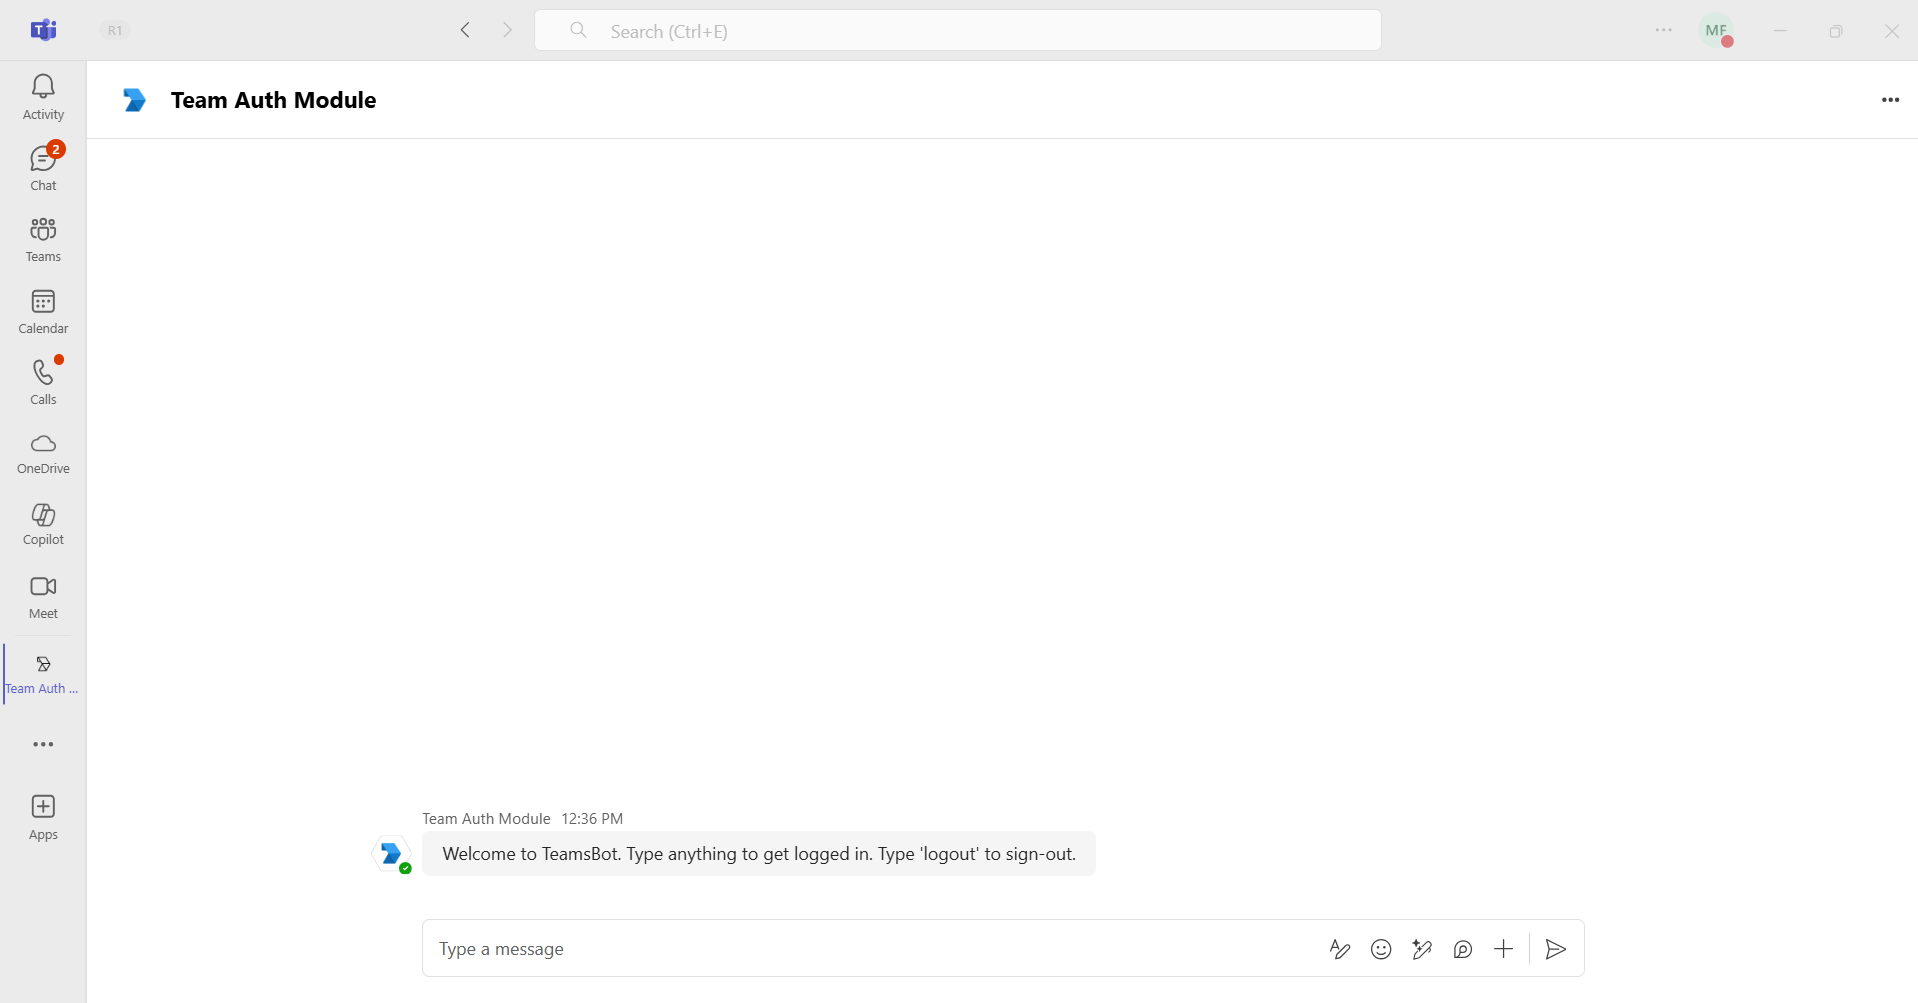 R1
Search (Ctrl+E)
MF
Activity
2
Chat
Teams
Calendar
Calls
OneDrive
Copilot
Meet
Team Auth ...
Apps
Team Auth Module
Team Auth Module 12:36 PM
Welcome to TeamsBot. Type anything to get logged in. Type 'logout' to sign-out.
Type a message